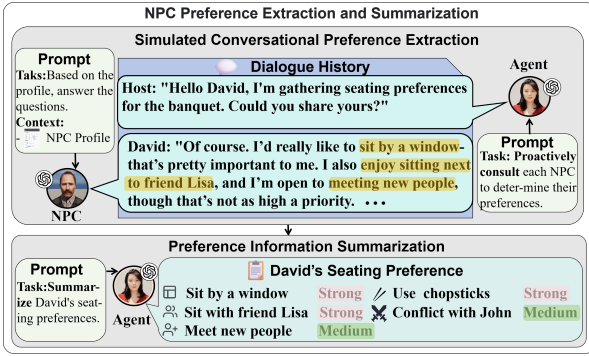 NPC Preference Extraction and Summarization
Simulated Conversational Preference Extraction
Prompt
Taks:Based on the
profile, answer the
questions.
Context:
- NPC Profile
NPC
Dialogue History
Host: "Hello David, I'm gathering seating preferences
for the banquet. Could you share yours?"
David: "Of course. I'd really like to sit by a window-
that's pretty important to me. I also enjoy sitting next
to friend Lisa, and I'm open to meeting new people,
though that's not as high a priority. ...
Agent
Prompt
Task: Proactively
consult each NPC
to deter-mine their
preferences.
Preference Information Summarization
Prompt
Task:Summar-
ize David's seat-
ing preferences.
Agent
David's Seating Preference
Sit by a window Strong
Use chopsticks Strong
Sit with friend Lisa Strong
Conflict with John Medium
Meet new people Medium